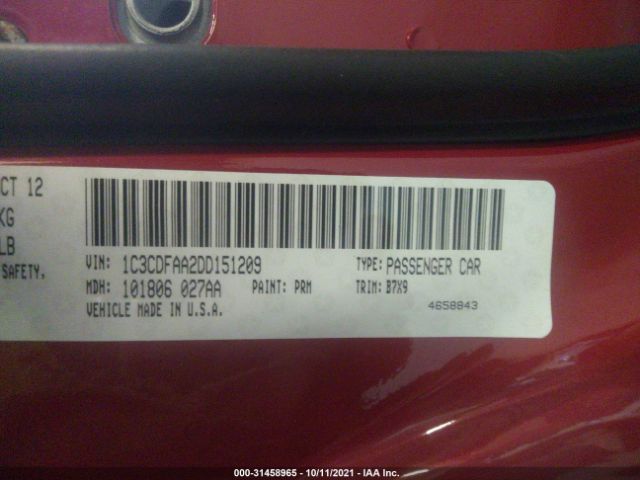 CT 12
KG
LB
SAFETY.
VIN: 1C3CDFAA2DD151209 TYPE: PASSENGER CAR
MDH: 101806 027AA PAINT: PRM TRIM: B7X9
VEHICLE MADE IN U.S.A. 4658843
000-31458965 - 10/11/2021 - IAA Inc.